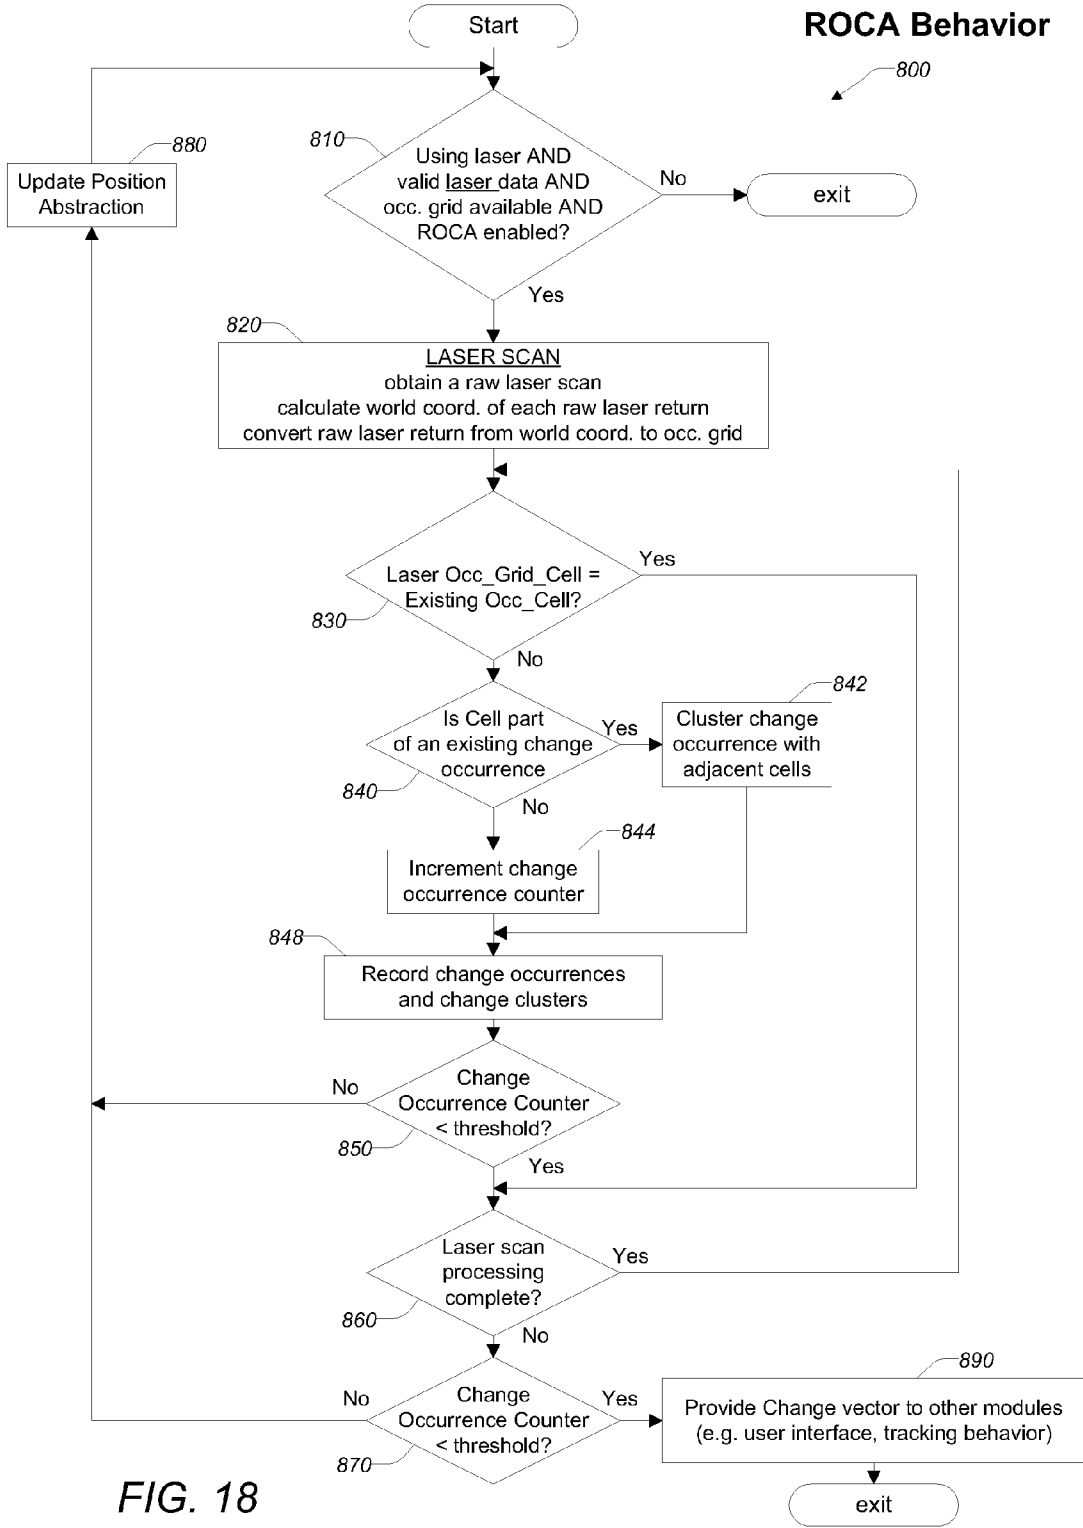 Start
ROCA Behavior
800
880
Update Position
Abstraction
810
Using laser AND
valid laser data AND
occ. grid available AND
ROCA enabled?
No
exit
Yes
820
LASER SCAN
obtain a raw laser scan
calculate world coord. of each raw laser return
convert raw laser return from world coord. to occ. grid
Laser Occ_Grid_Cell =
Existing Occ_Cell?
Yes
830
No
842
Is Cell part
of an existing change
occurrence
Yes
Cluster change
occurrence with
adjacent cells
840
No
844
Increment change
occurrence counter
848
Record change occurrences
and change clusters
No
Change
Occurrence Counter
< threshold?
850
Yes
Laser scan
processing
complete?
Yes
860
No
890
No
Change
Occurrence Counter
< threshold?
Yes
870
Provide Change vector to other modules
(e.g. user interface, tracking behavior)
exit
FIG. 18